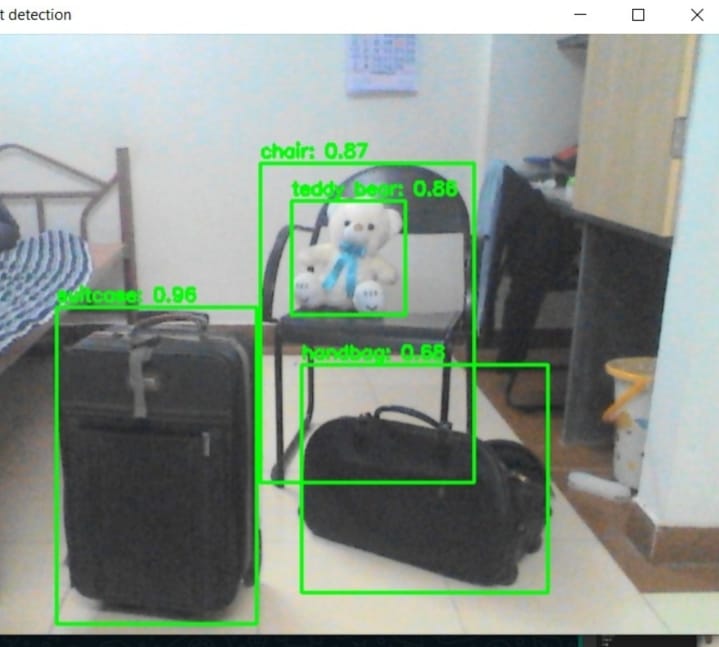 t detection
chair: 0.87
teddy bear: 0.88
suitcase: 0.96
handbag: 0.68